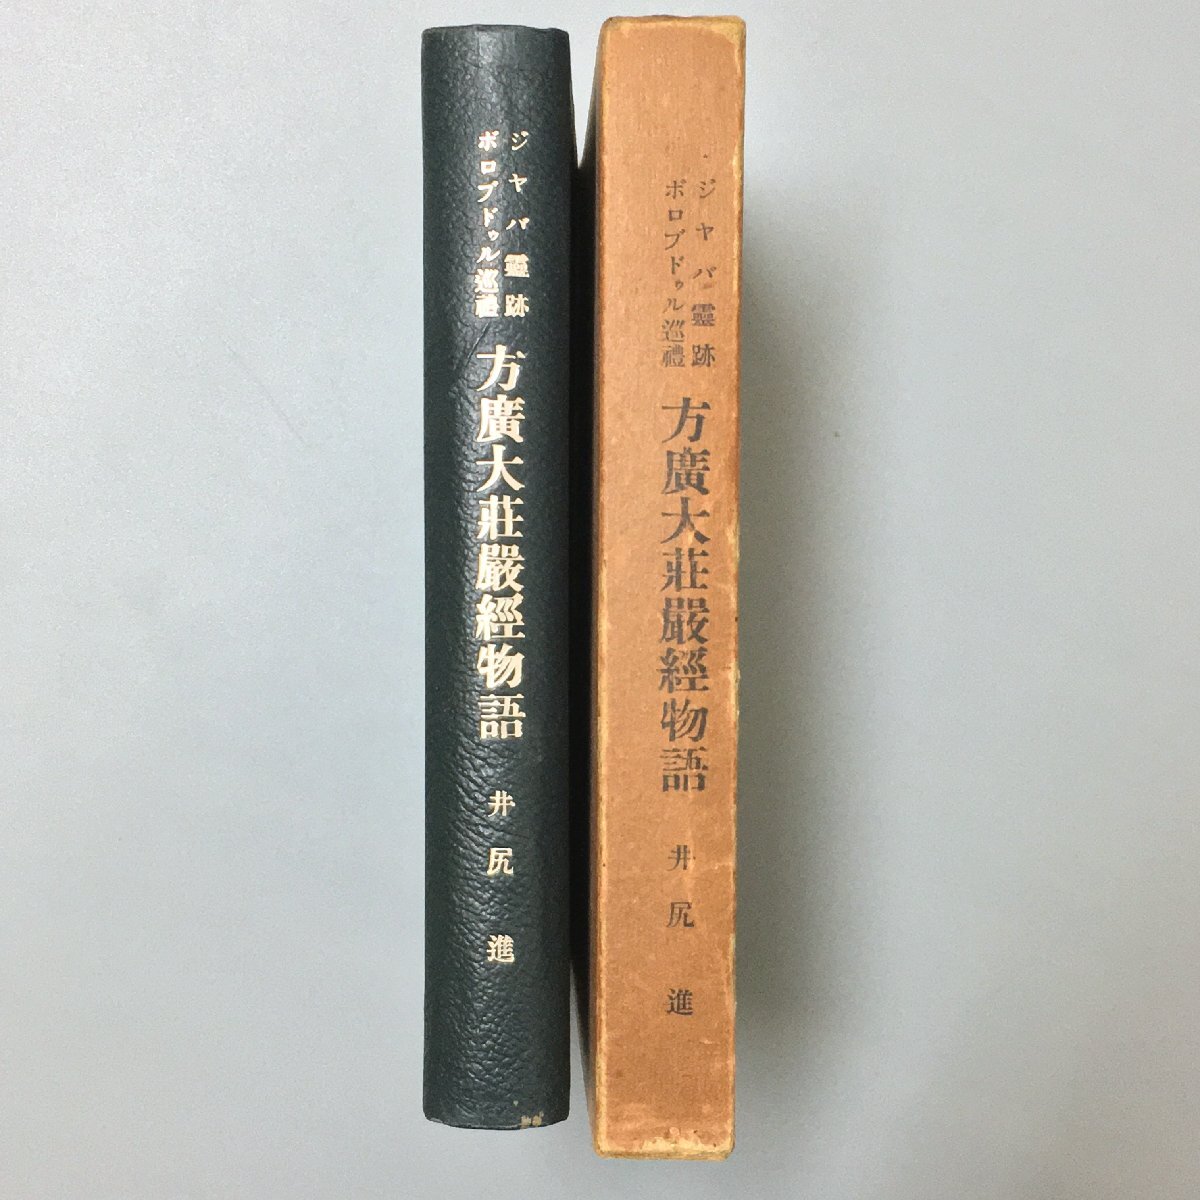 ジャバ靈跡
ボロブドゥル巡禮
方廣大莊嚴經物語
井尻進
ジャバ靈跡
ボロブドゥル巡禮
方廣大莊嚴經物語
井尻進